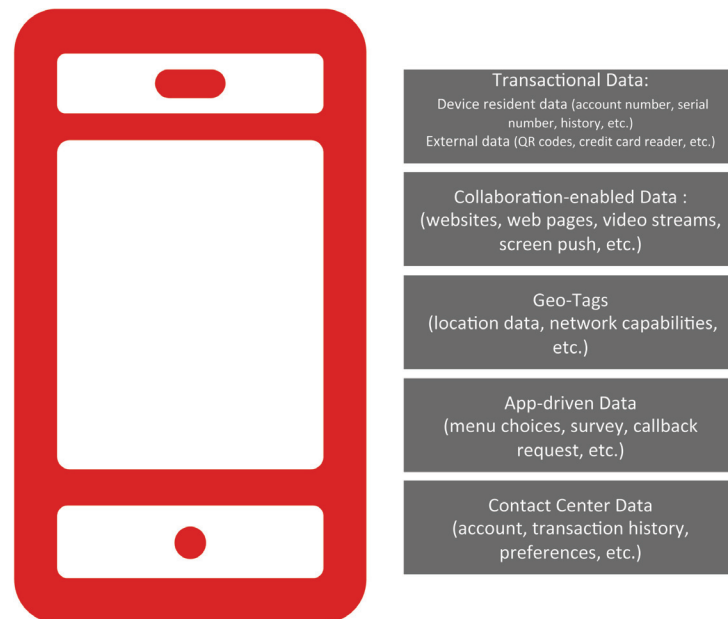 Transactional Data:
Device resident data (account number, serial
number, history, etc.)
External data (QR codes, credit card reader, etc.)
Collaboration-enabled Data :
(websites, web pages, video streams,
screen push, etc.)
Geo-Tags
(location data, network capabilities,
etc.)
App-driven Data
(menu choices, survey, callback
request, etc.)
Contact Center Data
(account, transaction history,
preferences, etc.)